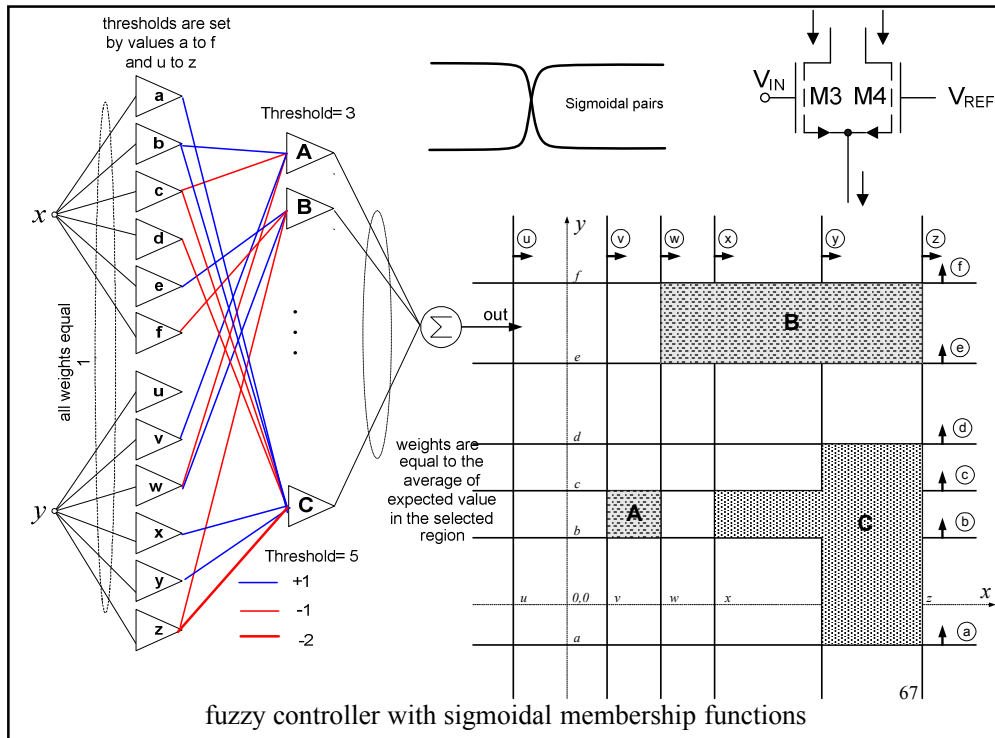 thresholds are set
by values a to f
and u to z
a
b
c
d
e
f
u
v
w
x
y
z
x
y
all weights equal
1
Threshold= 3
A
B
C
Threshold= 5
+1
-1
-2
Σ
out
weights are
equal to the
average of
expected value
in the selected
region
Sigmoidal pairs
V_IN
M3
M4
V_REF
u
v
w
x
y
z
y
f
e
d
c
b
a
f
e
d
c
b
a
B
A
C
u
0,0
v
w
x
z
x
67
fuzzy controller with sigmoidal membership functions